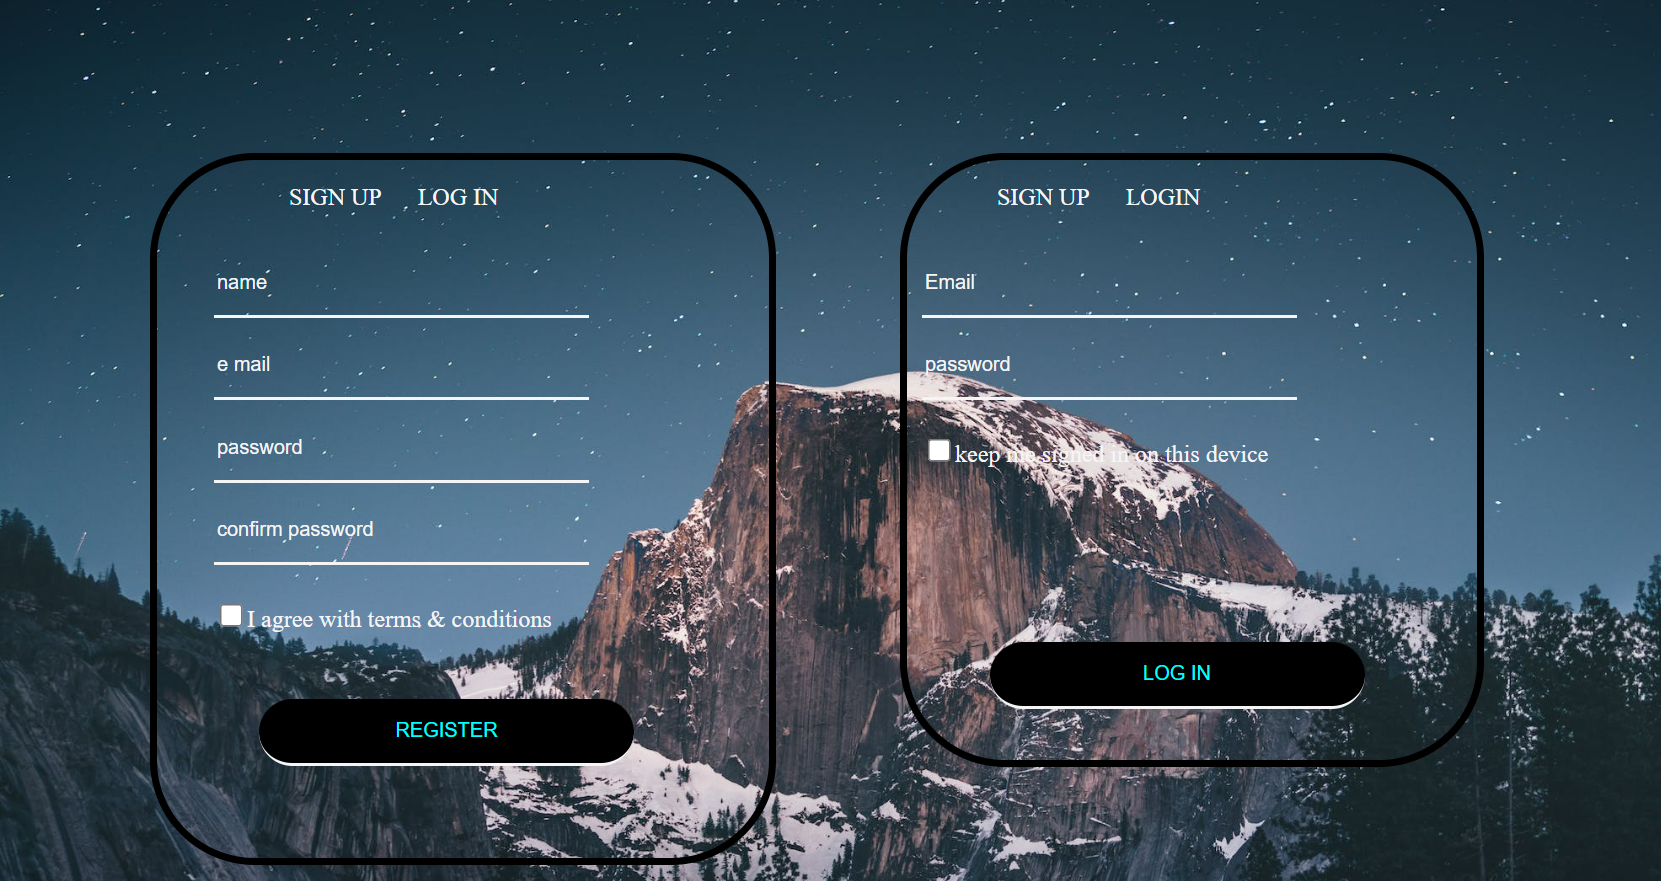 SIGN UP LOG IN
name
e mail
password
confirm password
I agree with terms & conditions
REGISTER
SIGN UP LOGIN
Email
password
keep me signed in on this device
LOG IN